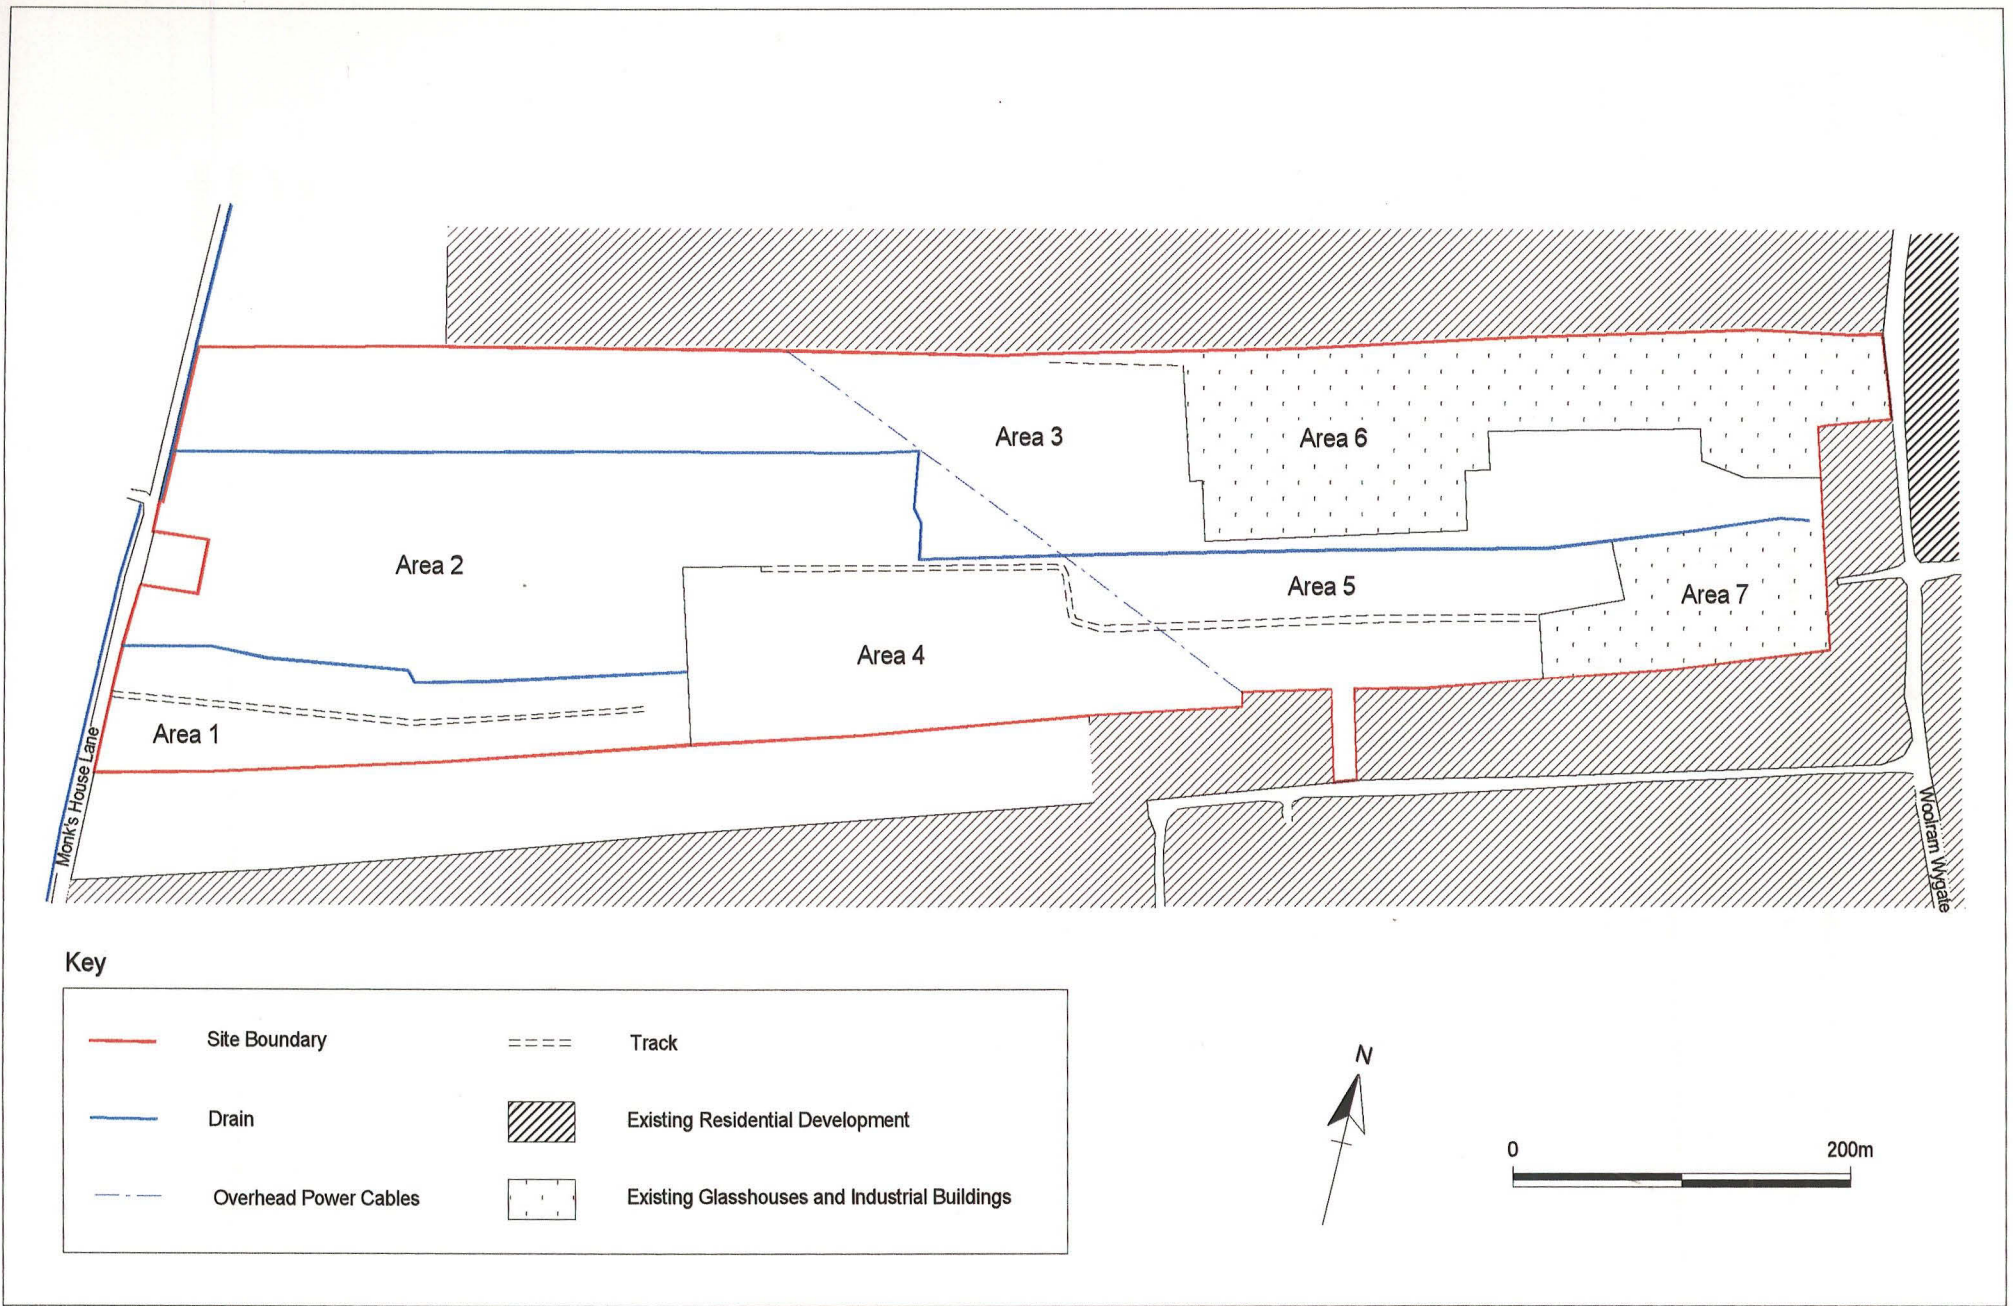 Area 3
Area 6
Area 2
Area 5
Area 7
Area 4
Area 1
Monk's House Lane
Woolram Wygate
Key
Site Boundary
Track
Drain
Existing Residential Development
Overhead Power Cables
Existing Glasshouses and Industrial Buildings
N
0 200m